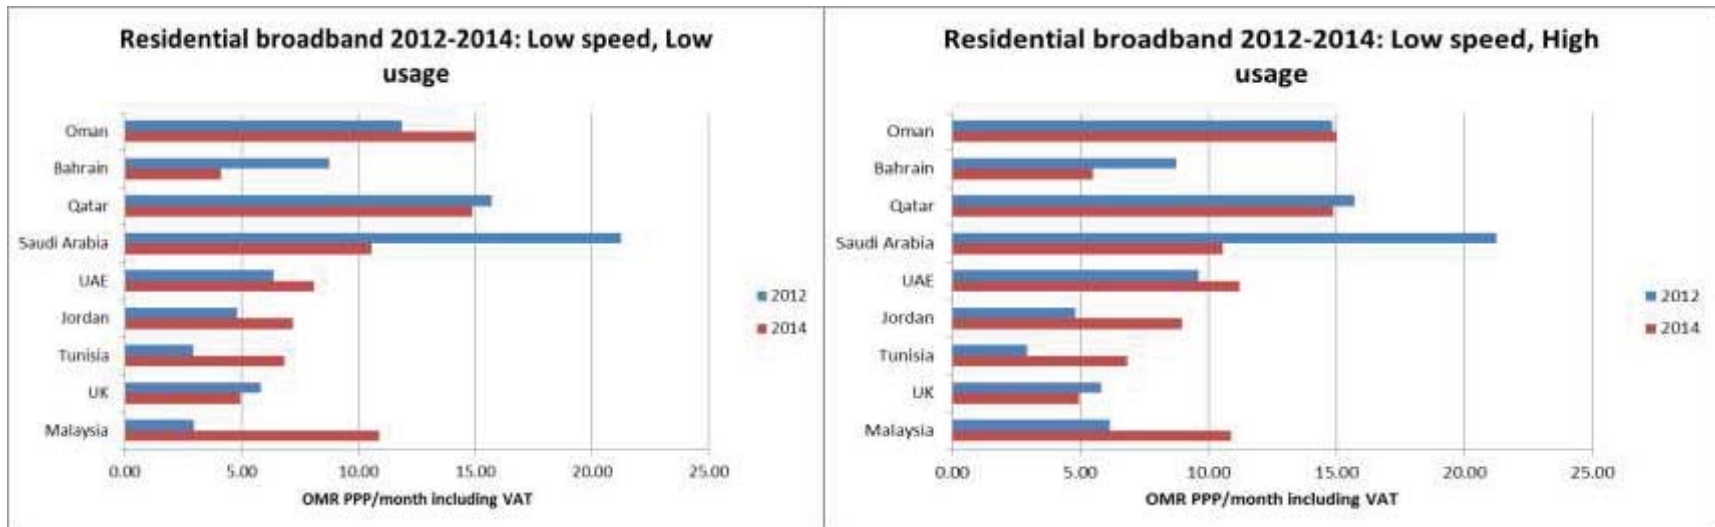 Residential broadband 2012-2014: Low speed, Low
usage
Oman
Bahrain
Qatar
Saudi Arabia
UAE
Jordan
Tunisia
UK
Malaysia
0.00 5.00 10.00 15.00 20.00 25.00
OMR PPP/month including VAT
2012
2014
Residential broadband 2012-2014: Low speed, High
usage
Oman
Bahrain
Qatar
Saudi Arabia
UAE
Jordan
Tunisia
UK
Malaysia
0.00 5.00 10.00 15.00 20.00 25.00
OMR PPP/month including VAT
2012
2014